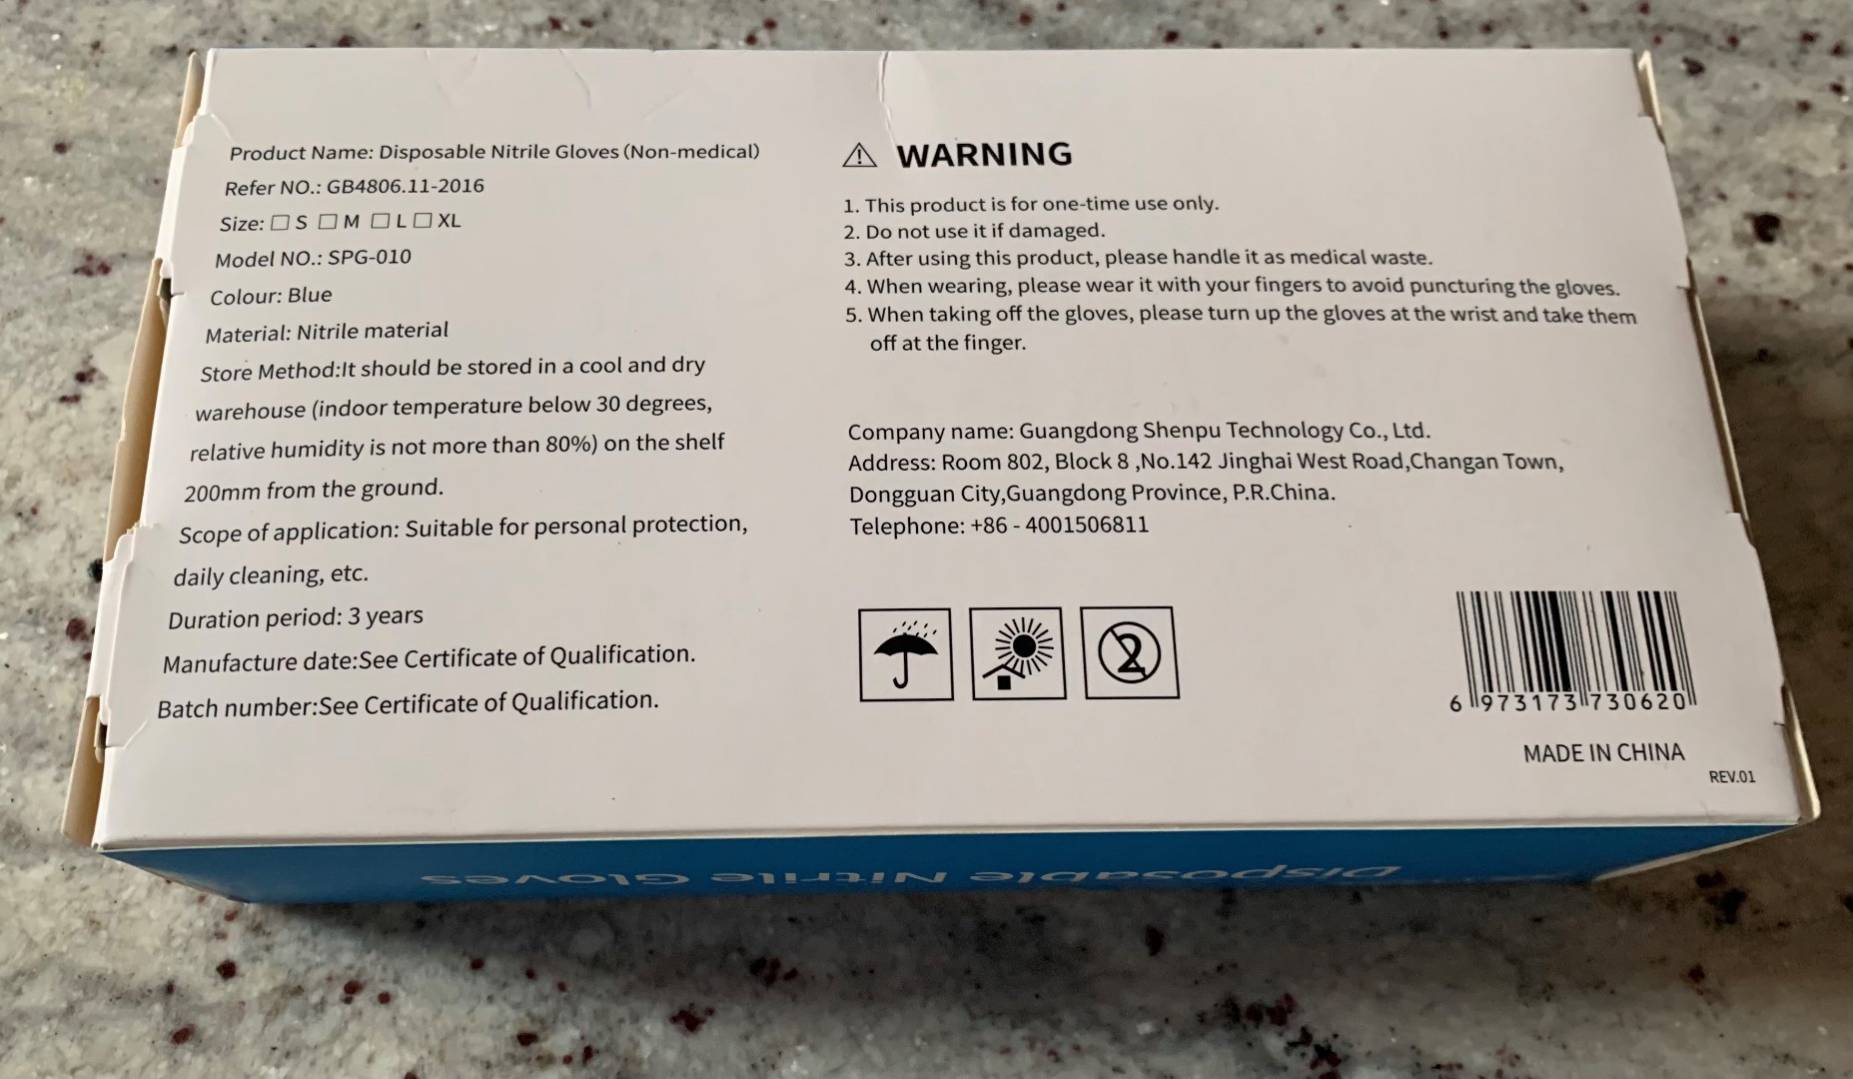 Product Name: Disposable Nitrile Gloves (Non-medical)
Refer NO.: GB4806.11-2016
Size: □ S □ M □ L □ XL
Model NO.: SPG-010
Colour: Blue
Material: Nitrile material
Store Method:It should be stored in a cool and dry
warehouse (indoor temperature below 30 degrees,
relative humidity is not more than 80%) on the shelf
200mm from the ground.
Scope of application: Suitable for personal protection,
daily cleaning, etc.
Duration period: 3 years
Manufacture date:See Certificate of Qualification.
Batch number:See Certificate of Qualification.
WARNING
1. This product is for one-time use only.
2. Do not use it if damaged.
3. After using this product, please handle it as medical waste.
4. When wearing, please wear it with your fingers to avoid puncturing the gloves.
5. When taking off the gloves, please turn up the gloves at the wrist and take them
off at the finger.
Company name: Guangdong Shenpu Technology Co., Ltd.
Address: Room 802, Block 8 ,No.142 Jinghai West Road,Changan Town,
Dongguan City,Guangdong Province, P.R.China.
Telephone: +86 - 4001506811
2
6 973173 730620
MADE IN CHINA
REV.01
Disposable Nitrile Gloves